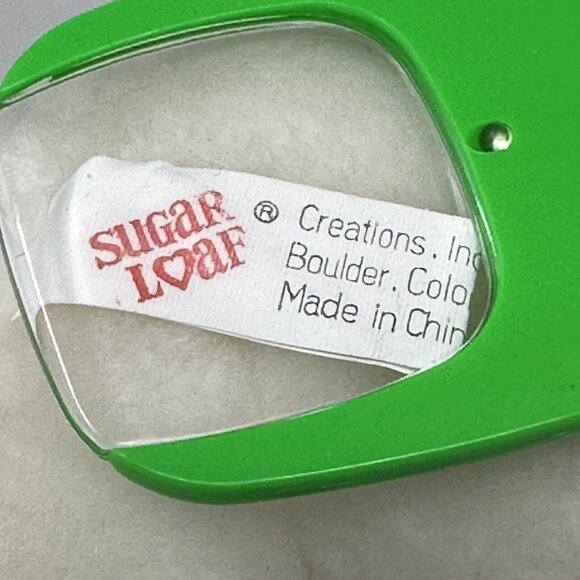 SUGAR
LOAF ®
Creations. Inc
Boulder. Colo
Made in Chin